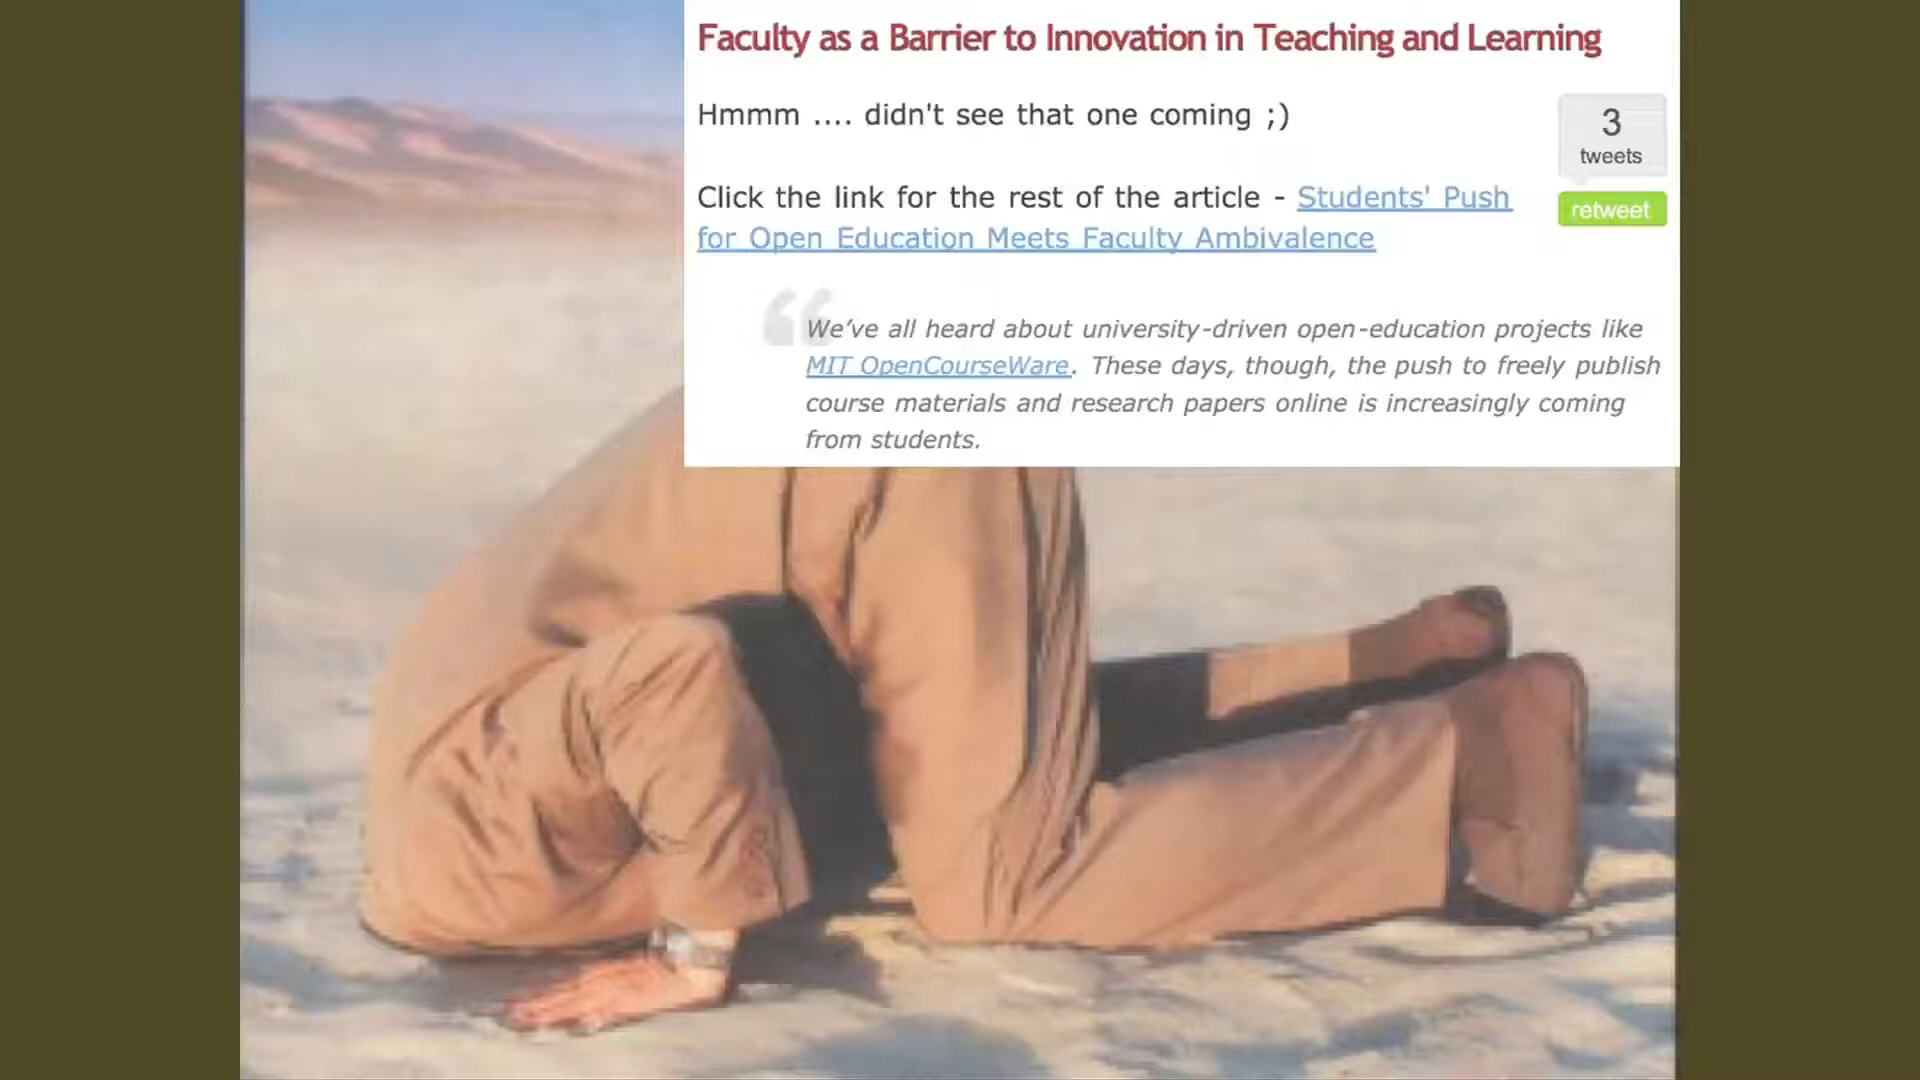 Faculty as a Barrier to Innovation in Teaching and Learning
Hmmm .... didn't see that one coming ;)
3
tweets
Click the link for the rest of the article - Students' Push
retweet
for Open Education Meets Faculty Ambivalence
“
We’ve all heard about university-driven open-education projects like
MIT OpenCourseWare. These days, though, the push to freely publish
course materials and research papers online is increasingly coming
from students.